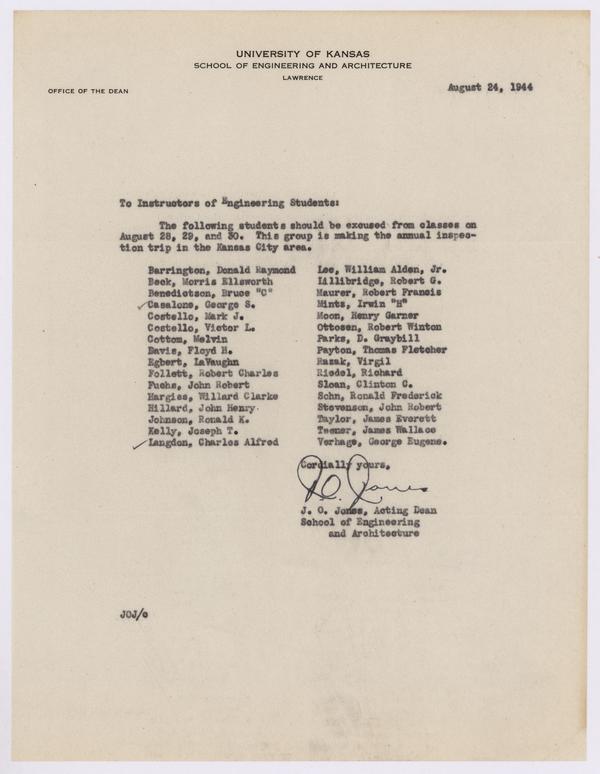 UNIVERSITY OF KANSAS
SCHOOL OF ENGINEERING AND ARCHITECTURE
LAWRENCE
OFFICE OF THE DEAN
August 24, 1944
To Instructors of Engineering Students:
The following students should be excused from classes on
August 28, 29, and 30. This group is making the annual inspec-
tion trip in the Kansas City area.
Barrington, Donald Raymond
Beck, Morris Ellsworth
Benedictson, Bruce "C"
Casalone, George S.
Costello, Mark J.
Costello, Victor L.
Cottom, Melvin
Davis, Floyd H.
Egbert, LaVaughn
Follett, Robert Charles
Fuchs, John Robert
Hargiss, Willard Clarke
Hillard, John Henry
Johnson, Ronald K.
Kelly, Joseph T.
Langdon, Charles Alfred
Lee, William Alden, Jr.
Lillibridge, Robert G.
Maurer, Robert Francis
Mintz, Irwin "H"
Moon, Henry Garner
Ottosen, Robert Winton
Parks, D. Graybill
Payton, Thomas Fletcher
Razak, Virgil
Riedel, Richard
Sloan, Clinton C.
Sohn, Ronald Frederick
Stevenson, John Robert
Taylor, James Everett
Teener, James Wallace
Verhage, George Eugene.
Cordially yours,
J.O. Jones
J. O. Jones, Acting Dean
School of Engineering
and Architecture
JOJ/c